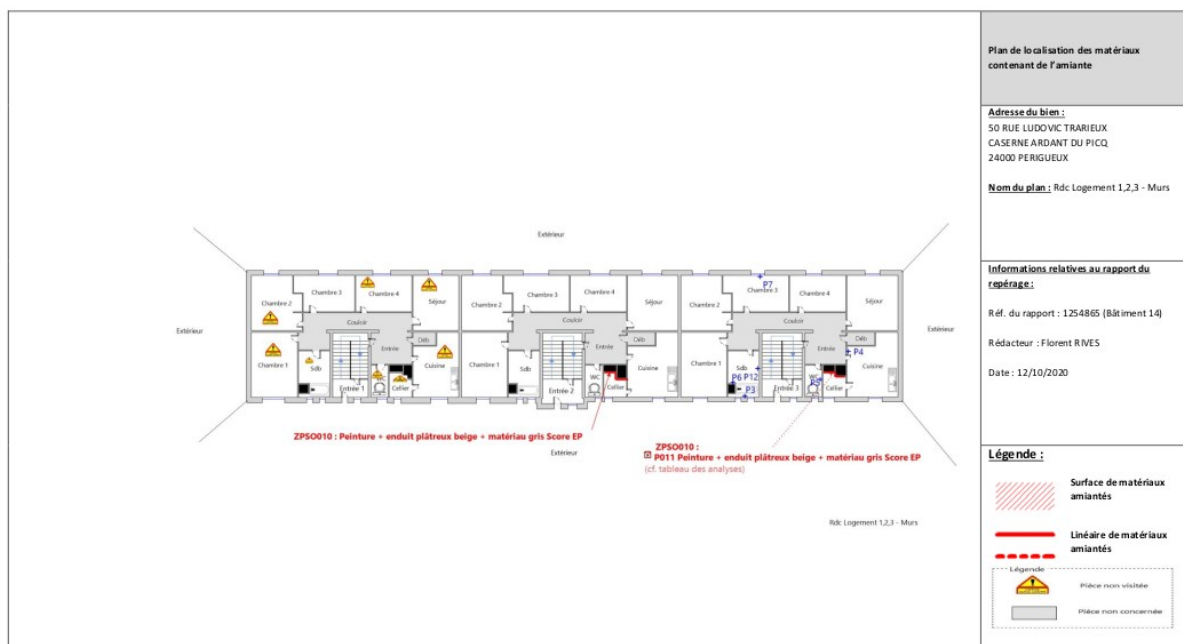 Plan de localisation des matériaux
contenant de l'amiante
Adresse du bien :
50 RUE LUDOVIC TRARIEUX
CASERNE ARDANT DU PICQ
24000 PERIGUEUX
Nom du plan : Rdc Logement 1,2,3 - Murs
Informations relatives au rapport du
repérage :
Réf. du rapport : 1254865 (Bâtiment 14)
Rédacteur : Florent RIVES
Date : 12/10/2020
Légende :
Surface de matériaux
amiantés
Linéaire de matériaux
amiantés
Légende
Pièce non visitée
Pièce non concernée
Extérieur
Extérieur
Extérieur
Extérieur
Chambre 2
Chambre 3
Chambre 4
Séjour
Couloir
Entrée
Déb
Chambre 1
Sdb
Entrée 1
WC
Cellier
Cuisine
Chambre 2
Chambre 3
Chambre 4
Séjour
Couloir
Entrée
Déb
Chambre 1
Sdb
Entrée 2
WC
Cellier
Cuisine
Chambre 2
Chambre 3
P7
Chambre 4
Séjour
Couloir
Entrée
Déb
P4
Chambre 1
Sdb
P6 P12
P3
Entrée 3
WC
P5
Cellier
Cuisine
ZPSO010 : Peinture + enduit plâtreux beige + matériau gris Score EP
ZPSO010 :
P011 Peinture + enduit plâtreux beige + matériau gris Score EP
(cf. tableau des analyses)
Rdc Logement 1,2,3 - Murs